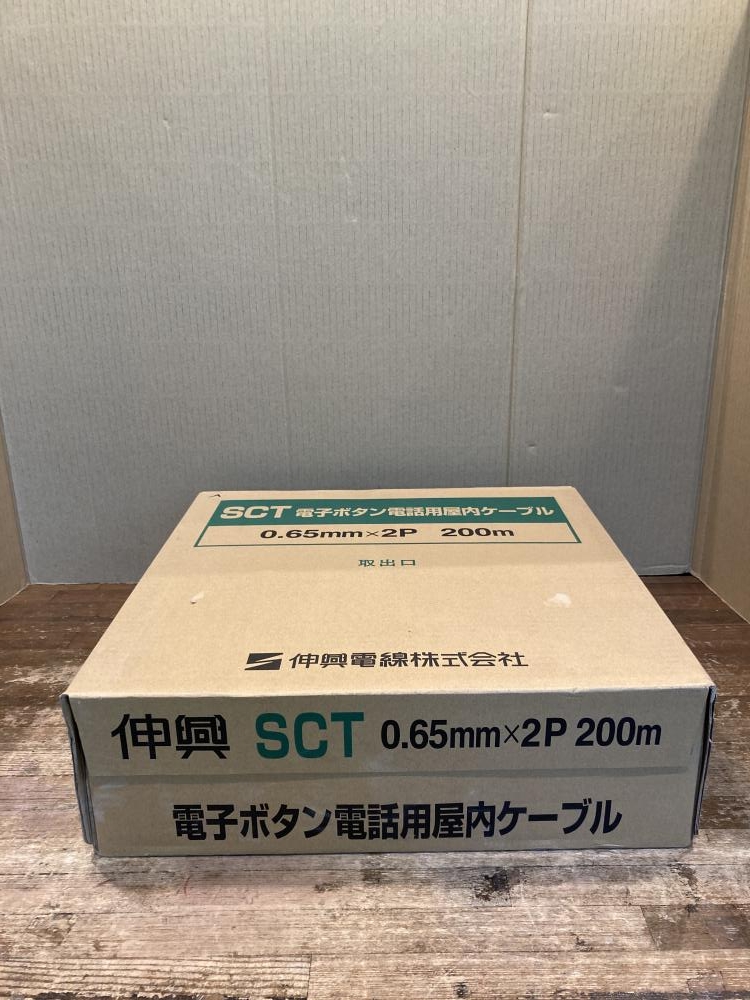 SCT 電子ボタン電話用屋内ケーブル
0.65mm×2P 200m
取出口
伸興電線株式会社
伸興 SCT 0.65mm×2P 200m
電子ボタン電話用屋内ケーブル